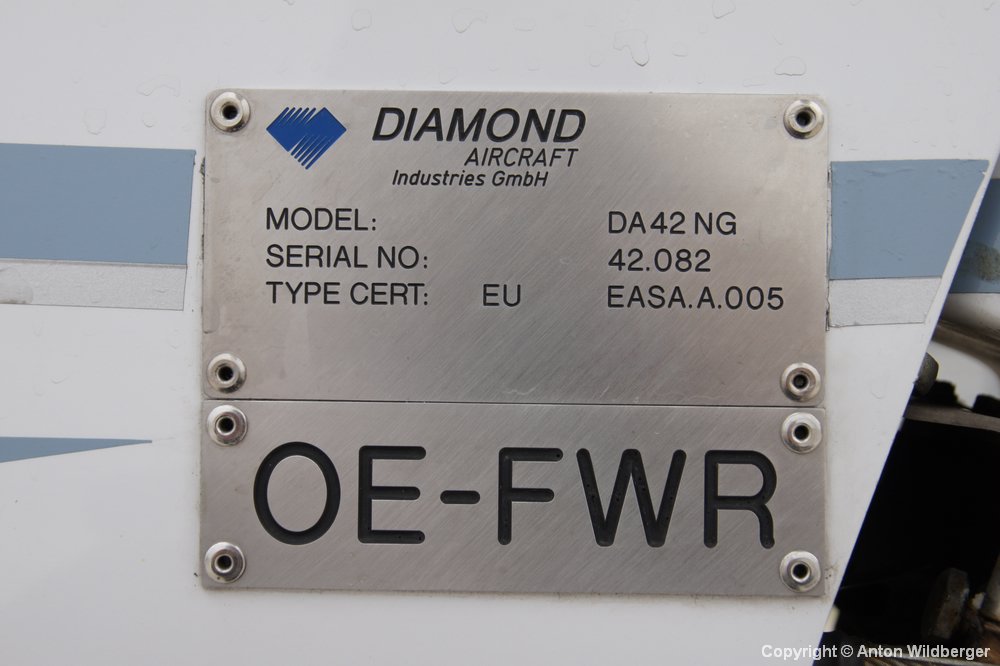 DIAMOND
AIRCRAFT
Industries GmbH
MODEL: DA42 NG
SERIAL NO: 42.082
TYPE CERT: EU EASA.A.005
OE-FWR
Copyright © Anton Wildberger